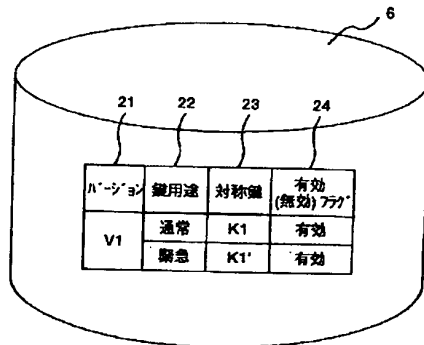 6
21 22 23 24
バージョン 鍵用途 対称鍵 有効
(無効)フラグ
V1 通常 K1 有効
緊急 K1' 有効